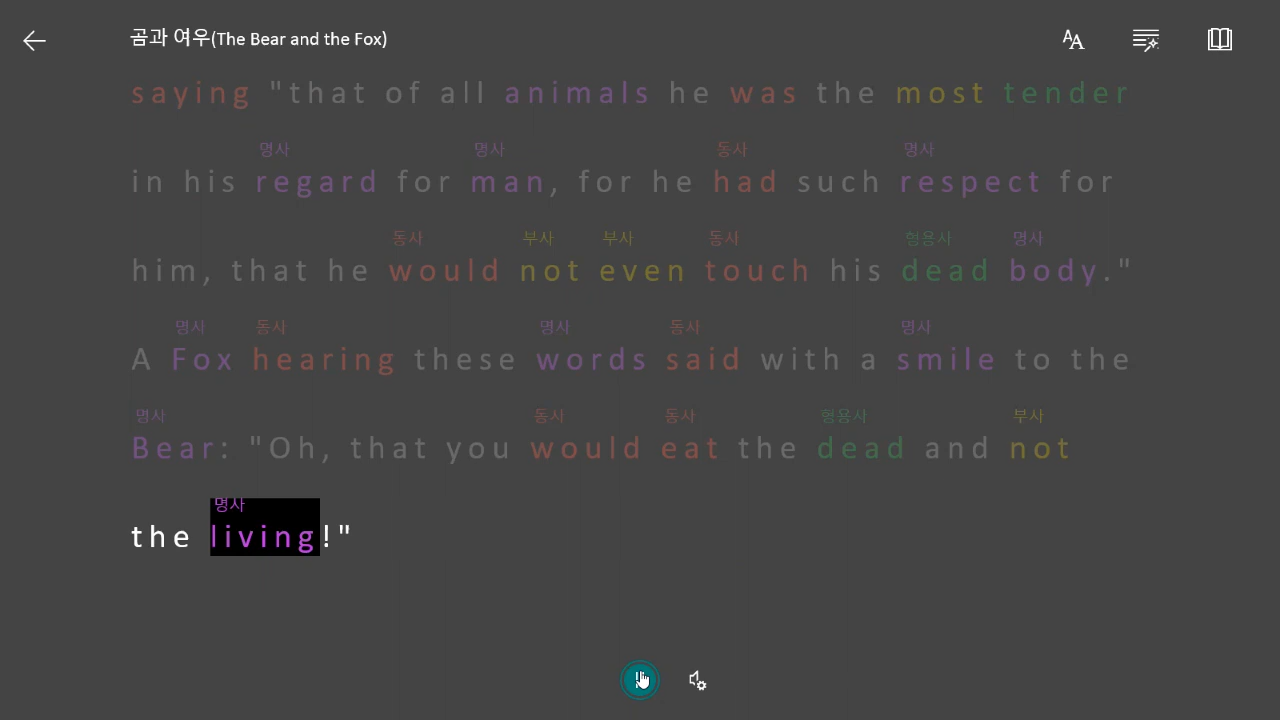 곰과 여우(The Bear and the Fox)
saying "that of all animals he was the most tender
명사 명사 동사 명사
in his regard for man, for he had such respect for
동사 부사 부사 동사 형용사 명사
him, that he would not even touch his dead body."
명사 동사 명사 동사 명사
A Fox hearing these words said with a smile to the
명사 동사 동사 형용사 부사
Bear: "Oh, that you would eat the dead and not
명사
the living!"